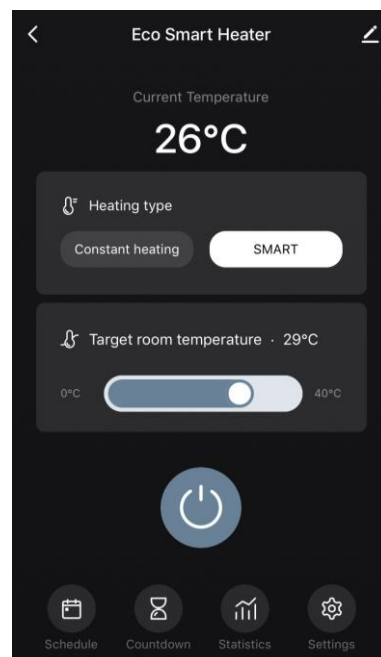 Eco Smart Heater
Current Temperature
26°C
Heating type
Constant heating SMART
Target room temperature · 29°C
0°C 40°C
Schedule Countdown Statistics Settings